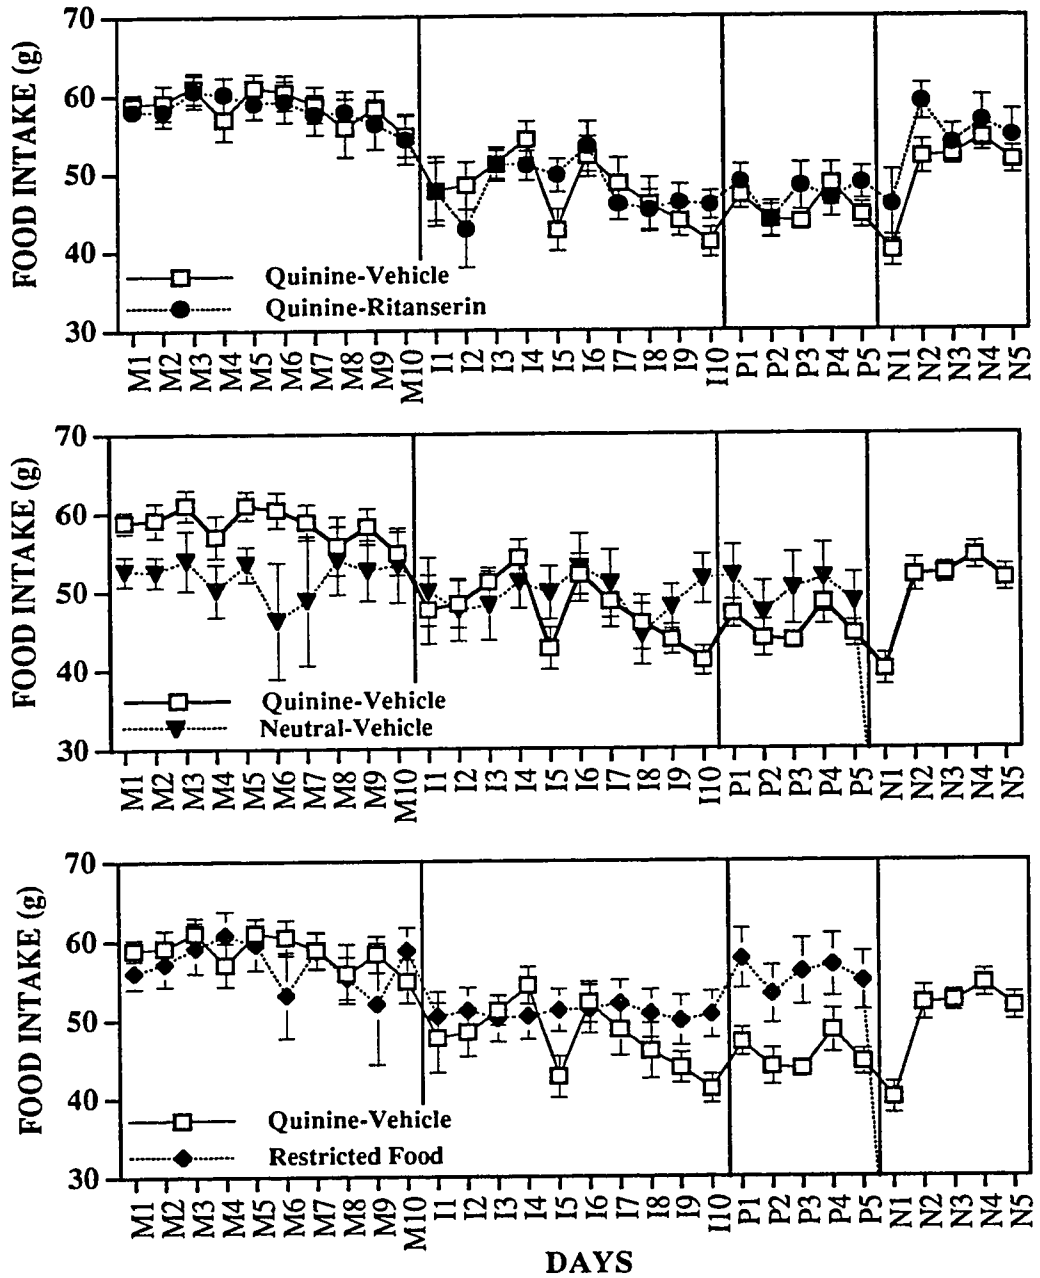 FOOD INTAKE (g)
70
60
50
40
30
Quinine-Vehicle
Quinine-Ritanserin
M1 M2 M3 M4 M5 M6 M7 M8 M9 M10 I1 I2 I3 I4 I5 I6 I7 I8 I9 I10 P1 P2 P3 P4 P5 N1 N2 N3 N4 N5
FOOD INTAKE (g)
70
60
50
40
30
Quinine-Vehicle
Neutral-Vehicle
M1 M2 M3 M4 M5 M6 M7 M8 M9 M10 I1 I2 I3 I4 I5 I6 I7 I8 I9 I10 P1 P2 P3 P4 P5 N1 N2 N3 N4 N5
FOOD INTAKE (g)
70
60
50
40
30
Quinine-Vehicle
Restricted Food
M1 M2 M3 M4 M5 M6 M7 M8 M9 M10 I1 I2 I3 I4 I5 I6 I7 I8 I9 I10 P1 P2 P3 P4 P5 N1 N2 N3 N4 N5
DAYS